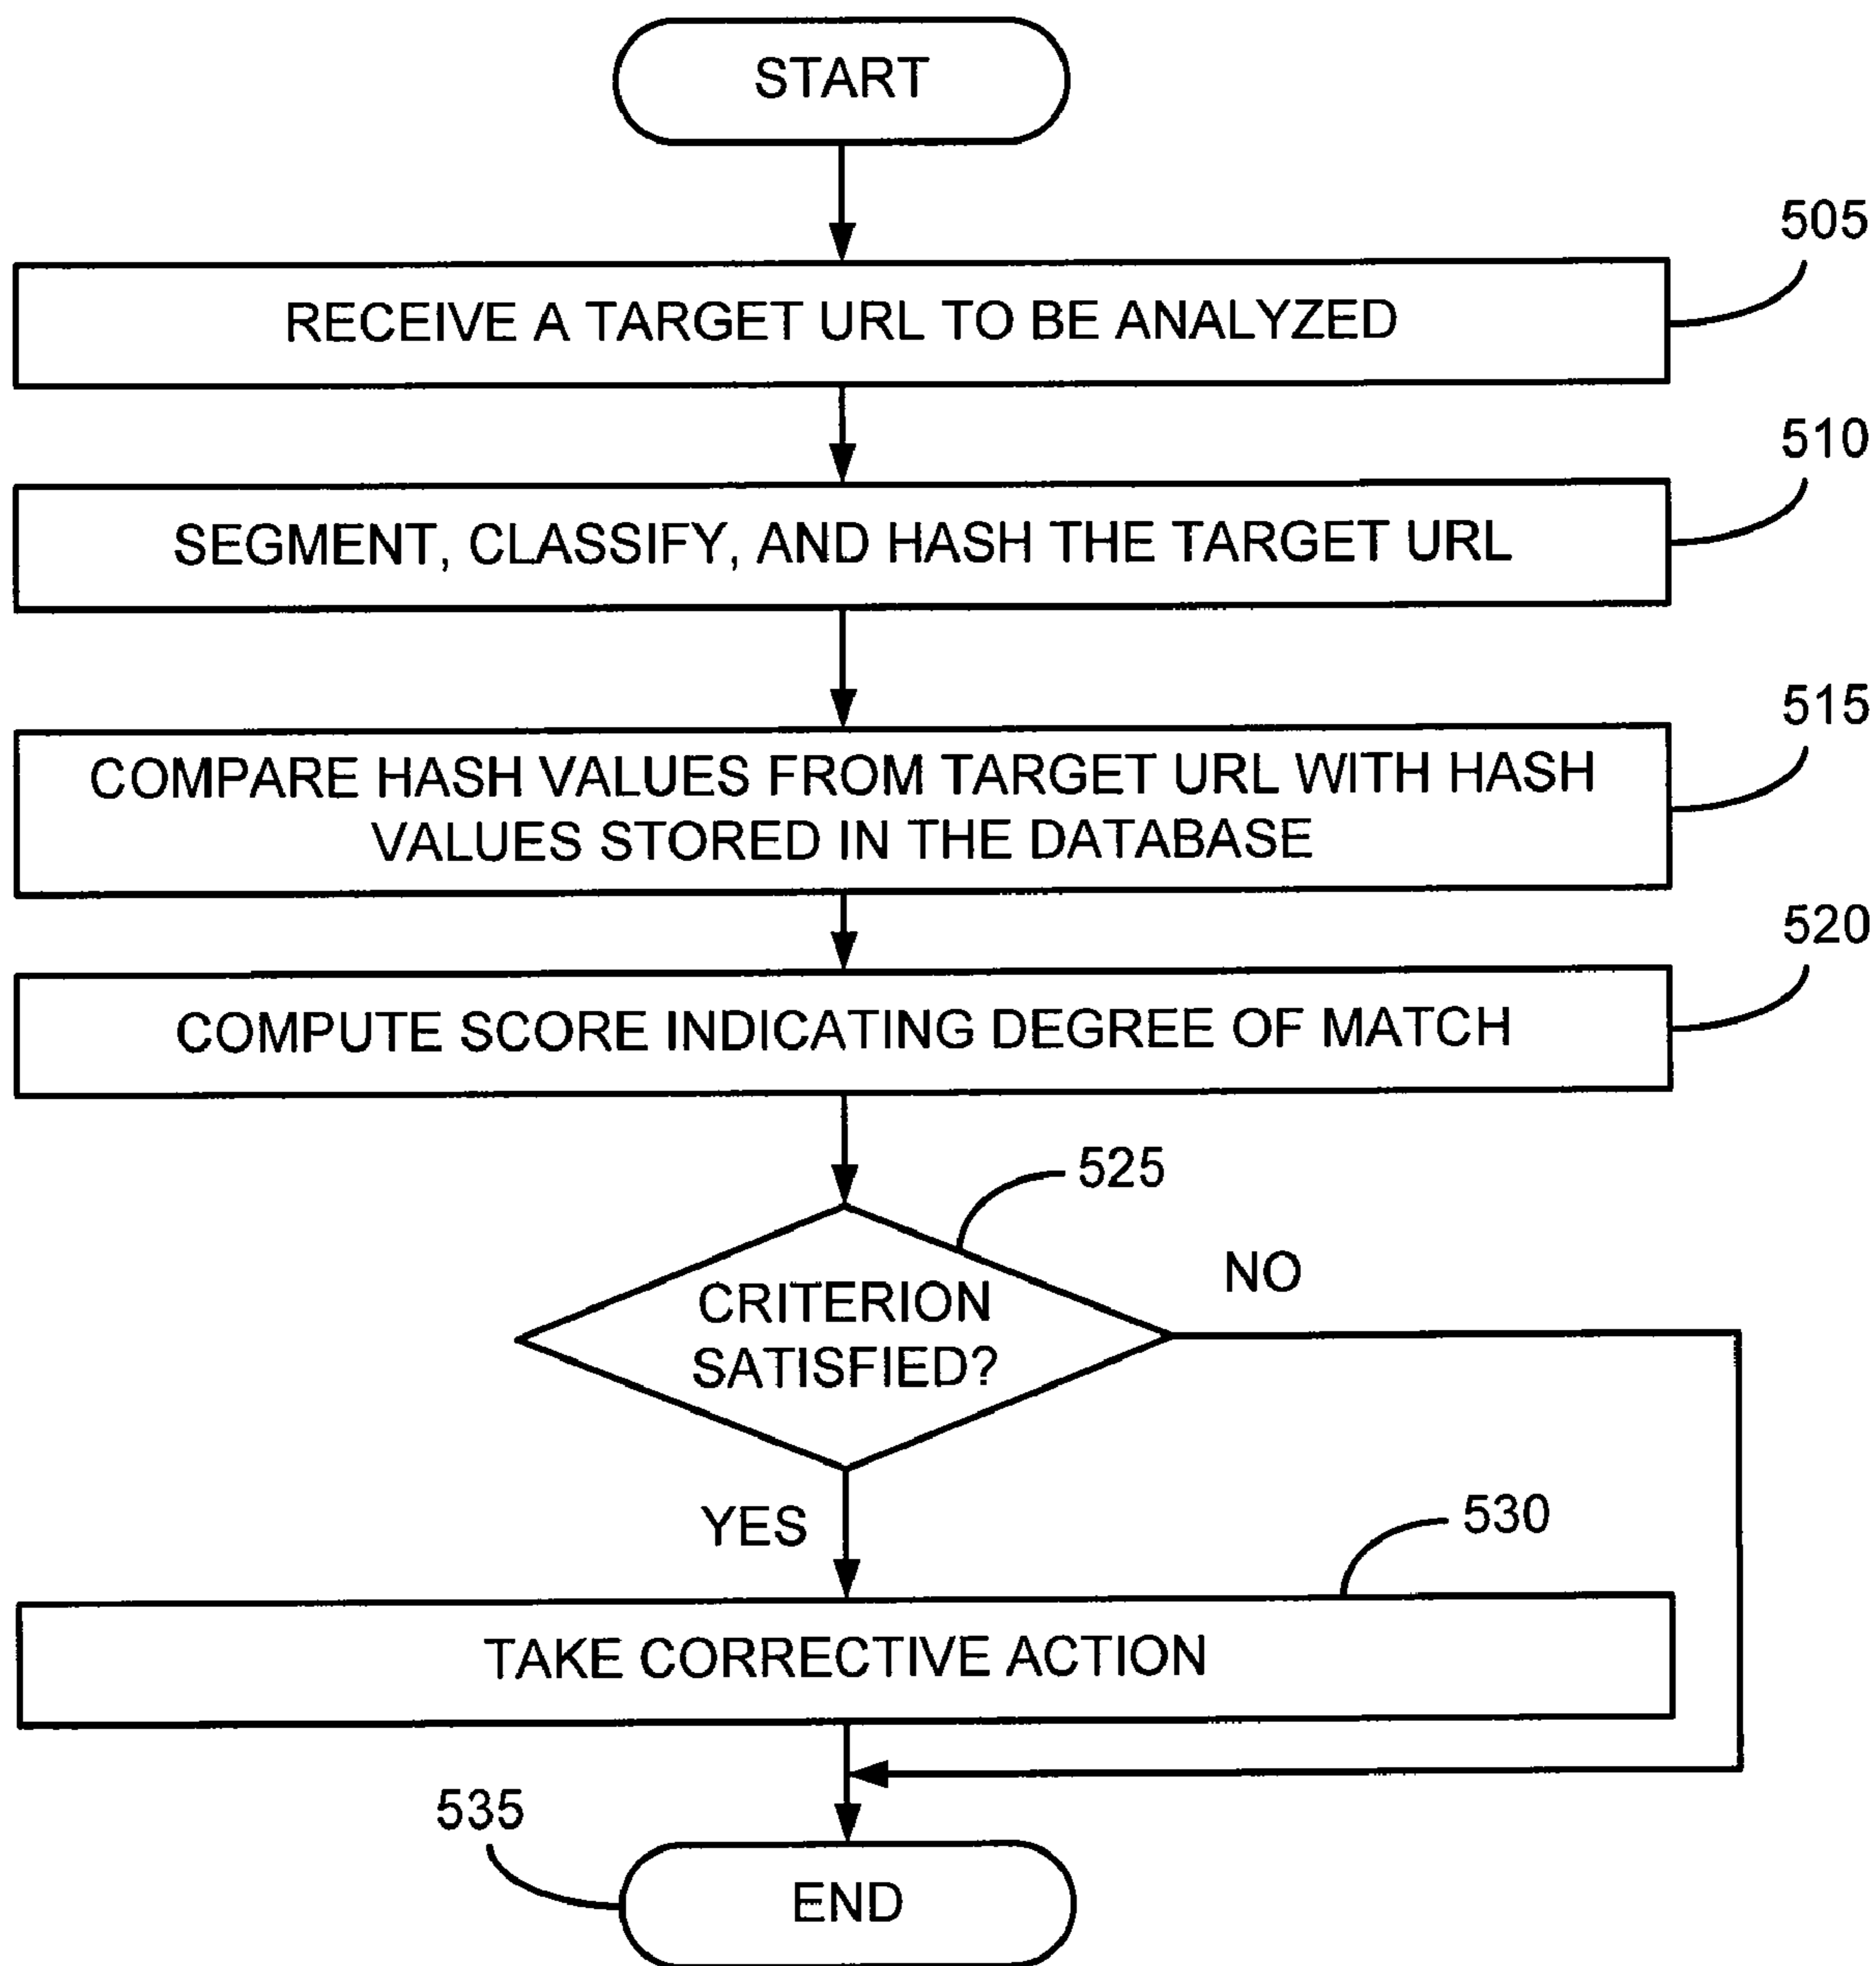 START
505
RECEIVE A TARGET URL TO BE ANALYZED
510
SEGMENT, CLASSIFY, AND HASH THE TARGET URL
515
COMPARE HASH VALUES FROM TARGET URL WITH HASH
VALUES STORED IN THE DATABASE
520
COMPUTE SCORE INDICATING DEGREE OF MATCH
525
NO
CRITERION
SATISFIED?
YES
530
TAKE CORRECTIVE ACTION
535
END